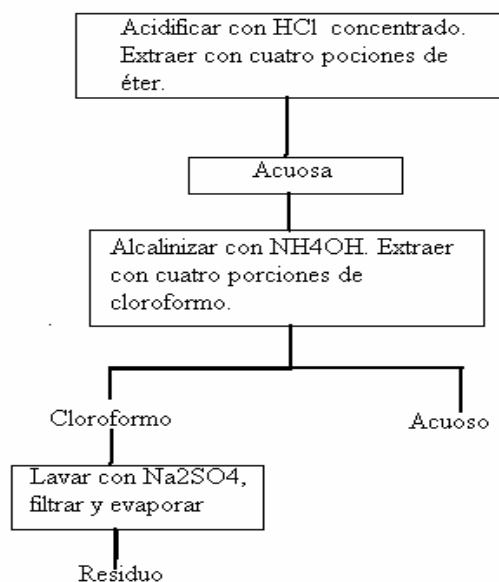 Acidificar con HCl concentrado.
Extraer con cuatro pociones de
éter.
Acuosa
Alcalinizar con NH4OH. Extraer
con cuatro porciones de
cloroformo.
Cloroformo
Acuoso
Lavar con Na2SO4,
filtrar y evaporar
Residuo